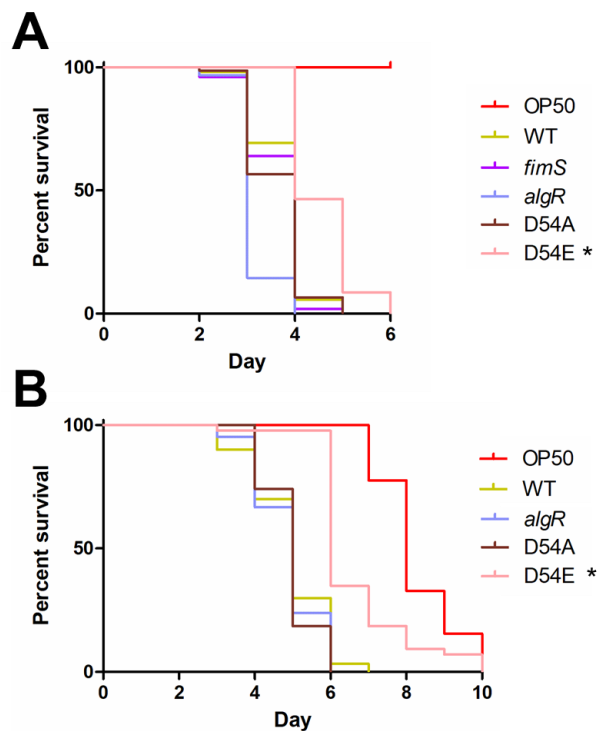 A
100
50
0
Percent survival
0
2
4
6
Day
OP50
WT
fimS
algR
D54A
D54E *
B
100
50
0
Percent survival
0
2
4
6
8
10
Day
OP50
WT
algR
D54A
D54E *